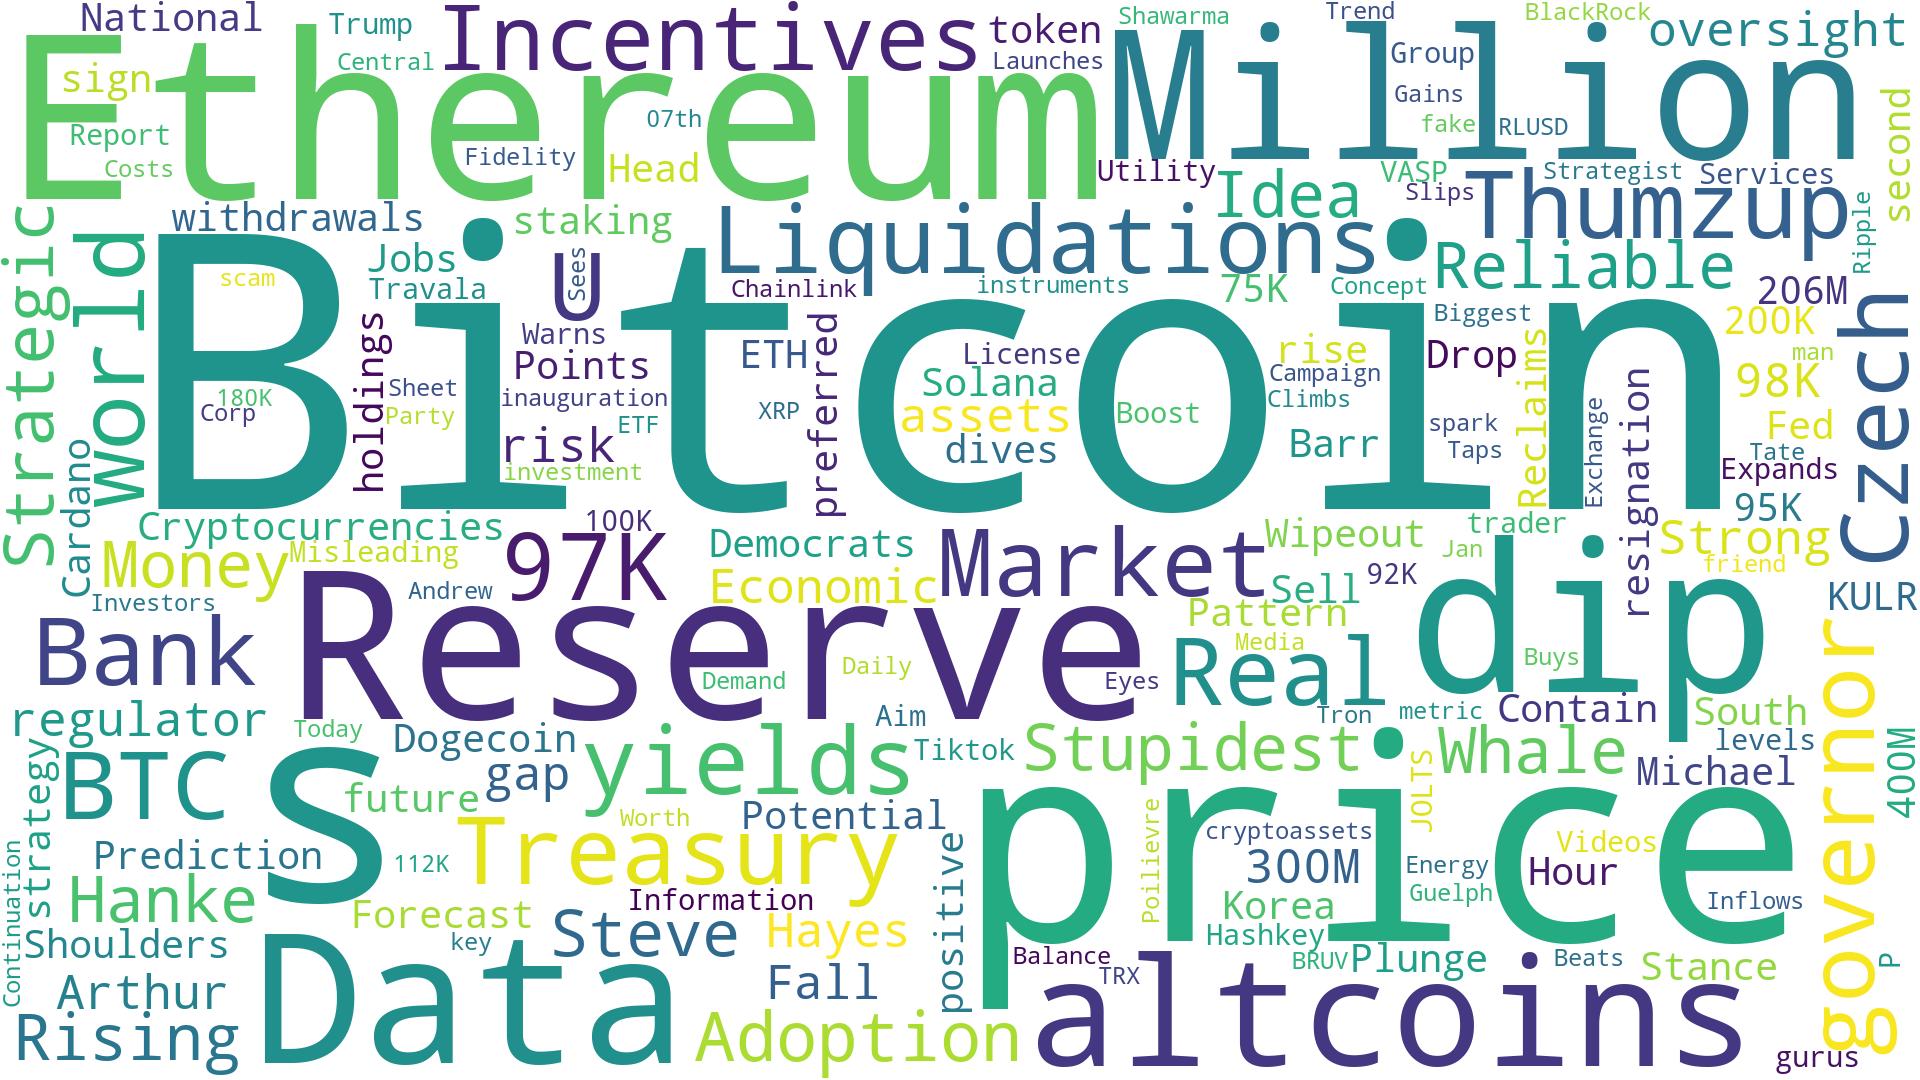 National
Trump
Incentives
token
Shawarma
Trend
BlackRock
oversight
Central
Launches
Million
Group
sign
Ethereum
Gains
second
Report
07th
fake
RLUSD
Costs
Fidelity
Head
Utility
Idea
VASP
Strategist
Services
Slips
Thumzup
Strategic
World
withdrawals
staking
Liquidations
Ripple
Jobs
Reliable
scam
Travala
U
Sees
Chainlink
instruments
75K
Concept
206M
Czech
Bitcoin
holdings
Warns
preferred
Biggest
200K
Points
ETH
License
rise
Drop
Reclaims
man
180K
Sheet
inauguration
Solana
Campaign
98K
Corp
Party
ETF
XRP
assets
Boost
Climbs
spark
Exchange
resignation
Fed
Cardano
risk
investment
dives
Barr
Taps
Tate
Expands
Cryptocurrencies
100K
95K
Money
Misleading
97K
Democrats
Market
Wipeout
trader
Strong
Jan
friend
Investors
Andrew
Economic
Sell
92K
KULR
Bank
Reserve
Pattern
dip
governor
Media
Real
Demand
Daily
Eyes
Buys
regulator
Today
Aim
Tron
metric
Contain
South
strategy
BTC
Dogecoin
yields
Tiktok
Stupidest
Whale
levels
s
gap
Michael
400M
future
Worth
Potential
price
JOLTS
Prediction
112K
Treasury
Poilievre
cryptoassets
Videos
300M
Energy
Hour
Continuation
Hanke
Information
positive
Guelph
Inflows
Forecast
Steve
Hayes
Korea
Shoulders
key
Hashkey
Data
Balance
BRUV
Plunge
Beats
Stance
P
Arthur
Fall
TRX
altcoins
Rising
Adoption
gurus